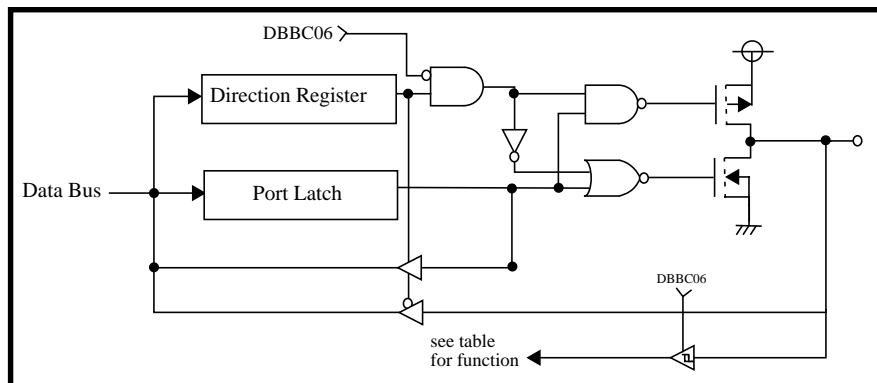 DBBC06
Direction Register
Data Bus
Port Latch
DBBC06
see table
for function